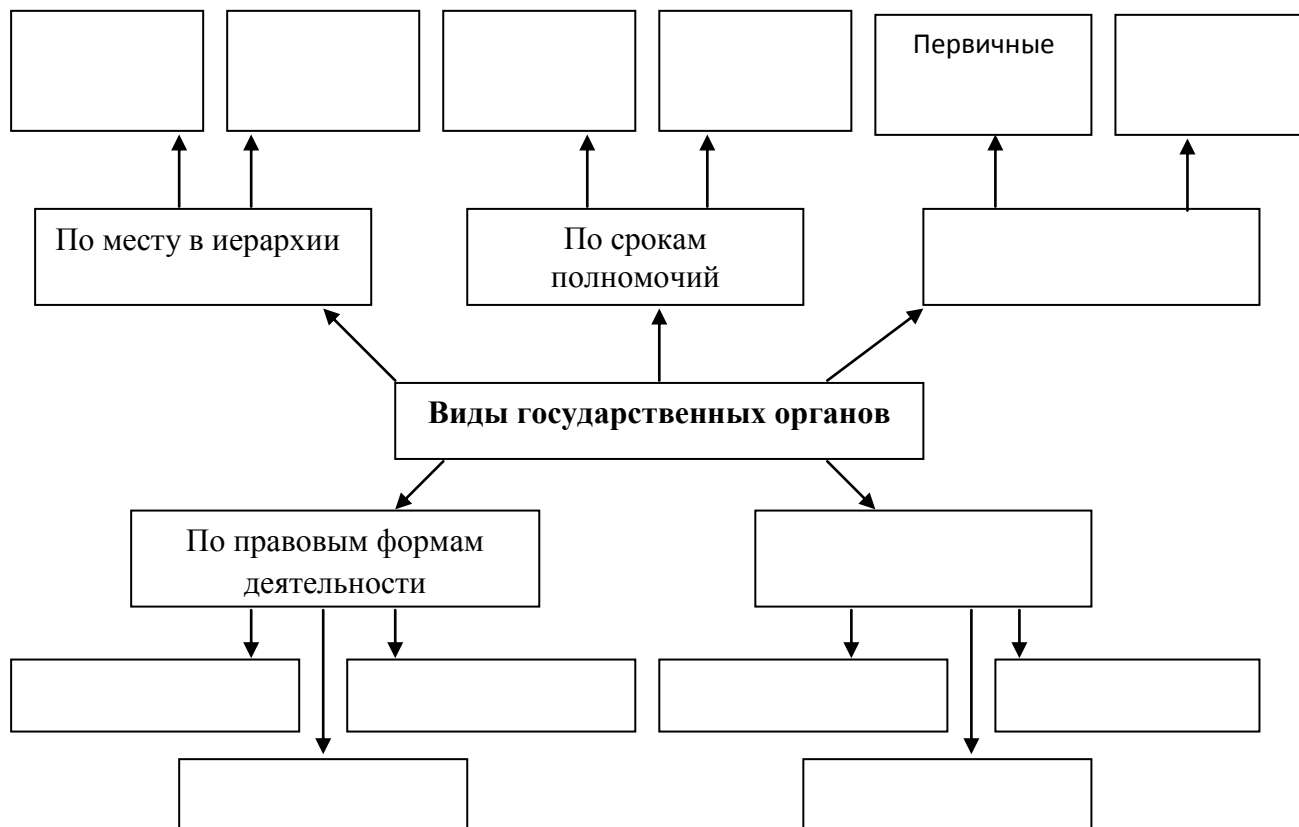 Первичные
По месту в иерархии
По срокам
полномочий
Виды государственных органов
По правовым формам
деятельности